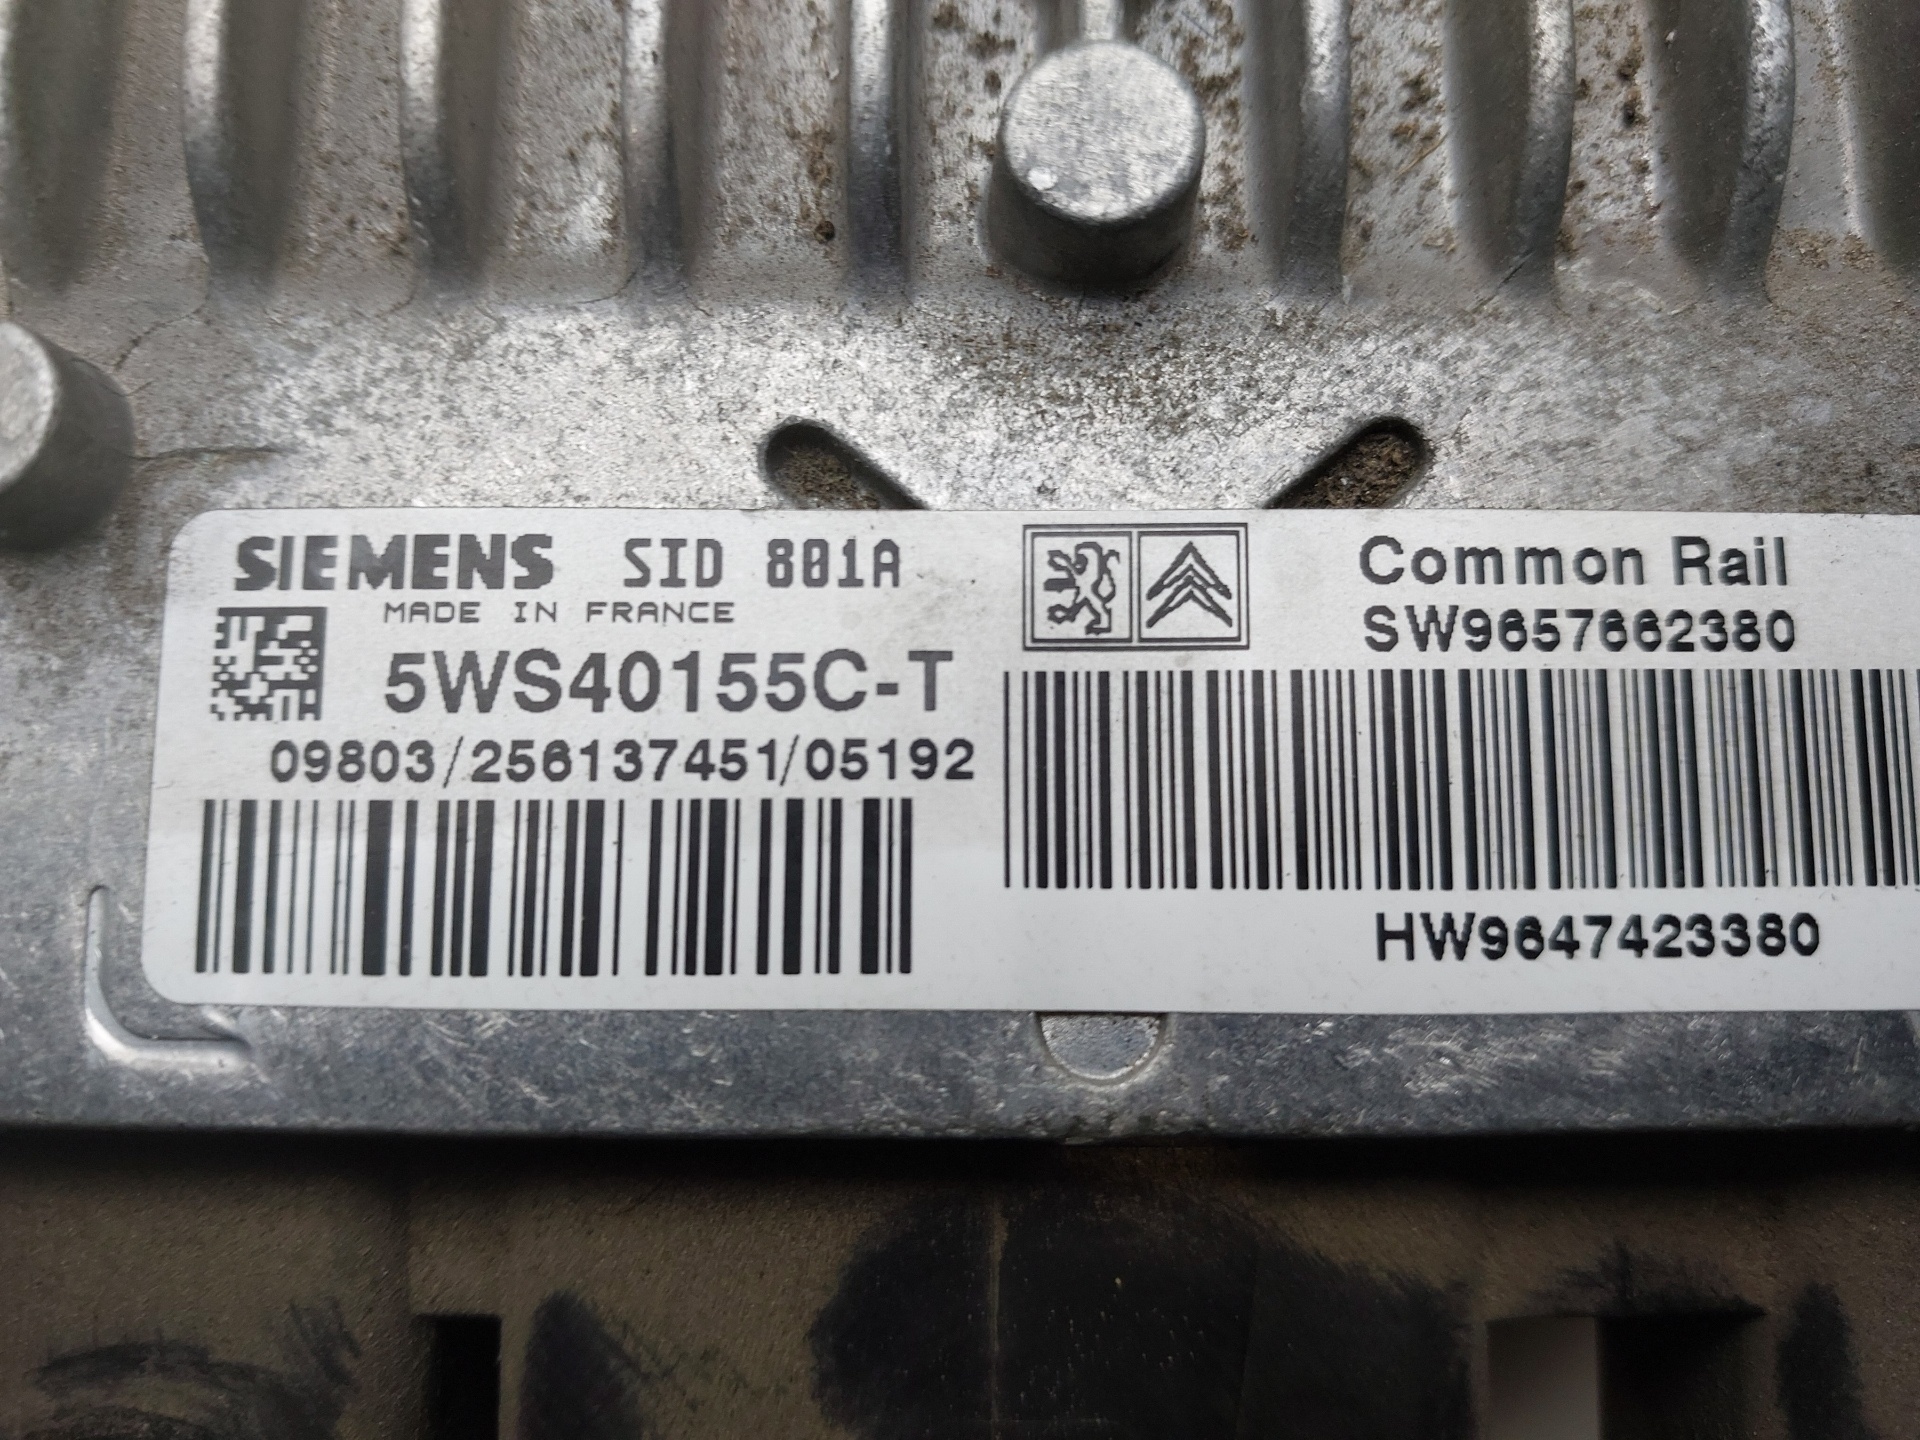 SIEMENS SID 801A
MADE IN FRANCE
5WS40155C-T
09803/256137451/05192
Common Rail
SW9657662380
HW9647423380